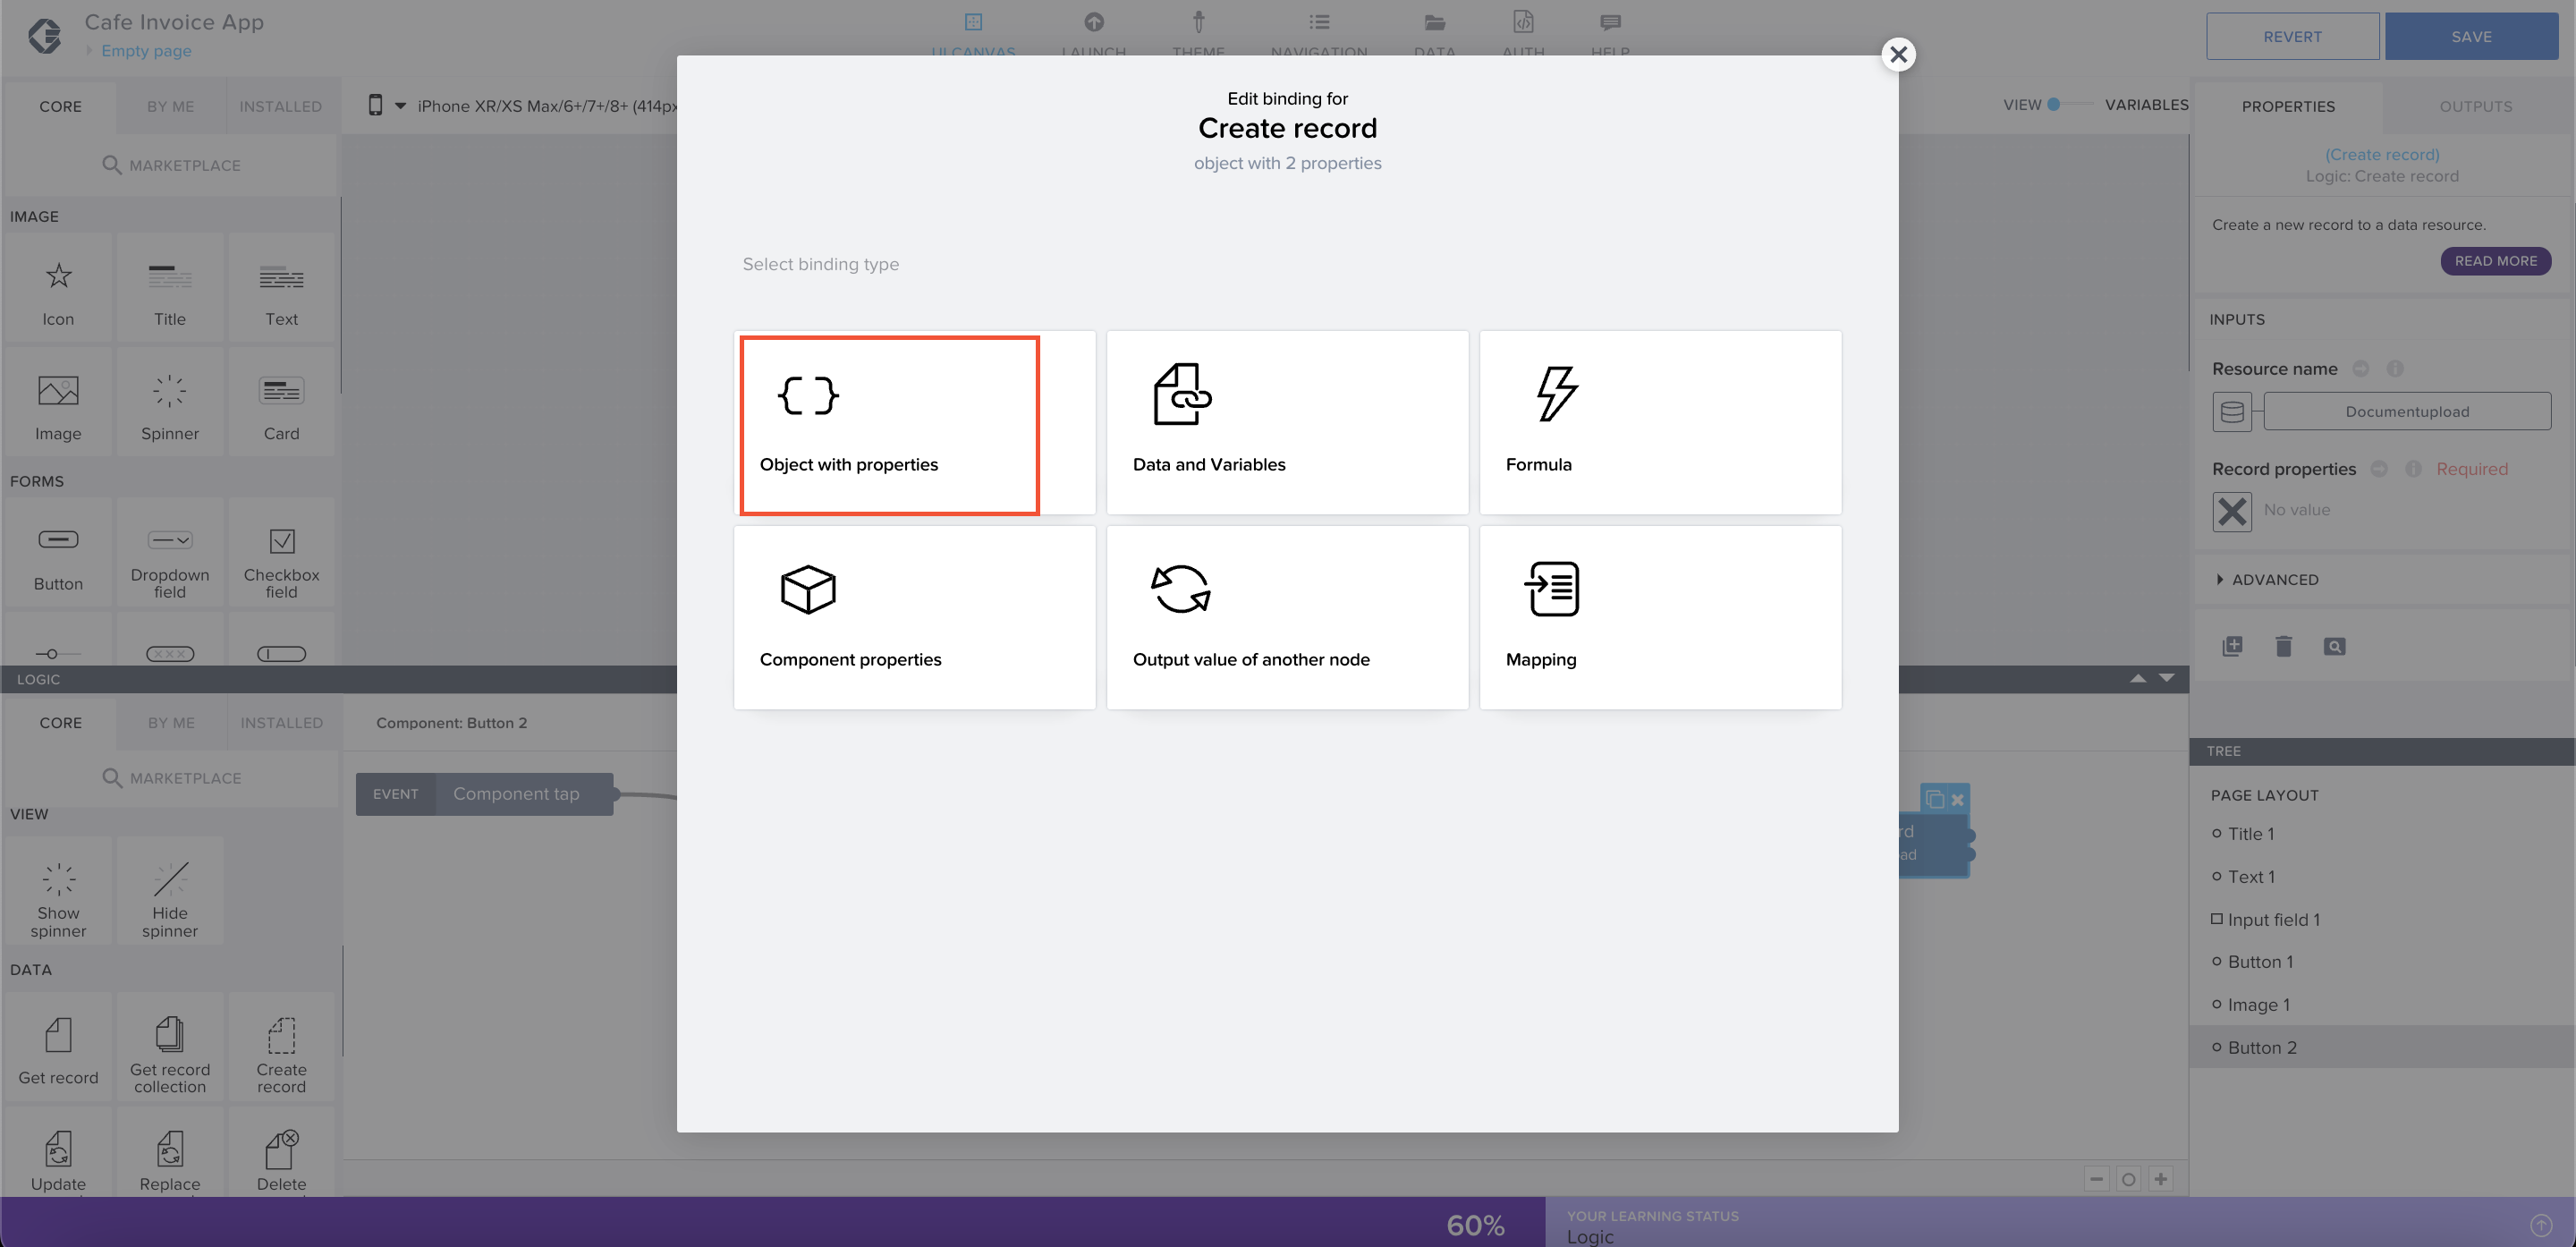 Cafe Invoice App
Empty page
UI CANVAS
LAUNCH
THEME
NAVIGATION
DATA
AUTH
HELP
REVERT
SAVE
CORE
BY ME
INSTALLED
MARKETPLACE
IMAGE
Icon
Title
Text
Image
Spinner
Card
FORMS
Button
Dropdown
field
Checkbox
field
iPhone XR/XS Max/6+/7+/8+ (414px
VIEW
VARIABLES
Edit binding for
Create record
object with 2 properties
Select binding type
Object with properties
Data and Variables
Formula
Component properties
Output value of another node
Mapping
PROPERTIES
OUTPUTS
(Create record)
Logic: Create record
Create a new record to a data resource.
READ MORE
INPUTS
Resource name
Documentupload
Record properties
Required
No value
ADVANCED
LOGIC
CORE
BY ME
INSTALLED
MARKETPLACE
VIEW
Show
spinner
Hide
spinner
DATA
Get record
Get record
collection
Create
record
Update
Replace
Delete
Component: Button 2
EVENT
Component tap
rd
ad
TREE
PAGE LAYOUT
Title 1
Text 1
Input field 1
Button 1
Image 1
Button 2
60%
YOUR LEARNING STATUS
Logic